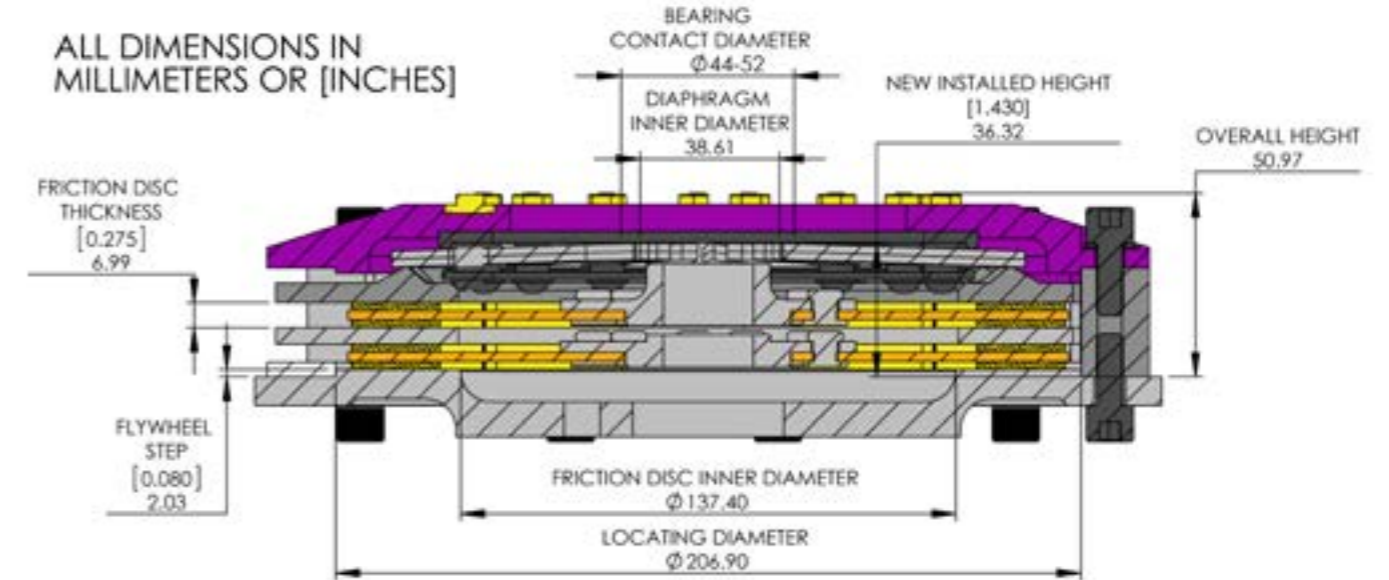 ALL DIMENSIONS IN
MILLIMETERS OR [INCHES]
BEARING
CONTACT DIAMETER
Ø44-52
DIAPHRAGM
INNER DIAMETER
38.61
NEW INSTALLED HEIGHT
[1.430]
36.32
OVERALL HEIGHT
50.97
FRICTION DISC
THICKNESS
[0.275]
6.99
FLYWHEEL
STEP
[0.080]
2.03
FRICTION DISC INNER DIAMETER
Ø137.40
LOCATING DIAMETER
Ø206.90